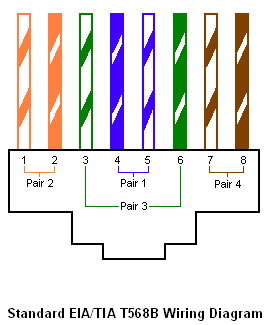 1 2 3 4 5 6 7 8
Pair 2 Pair 1 Pair 4
Pair 3
Standard EIA/TIA T568B Wiring Diagram